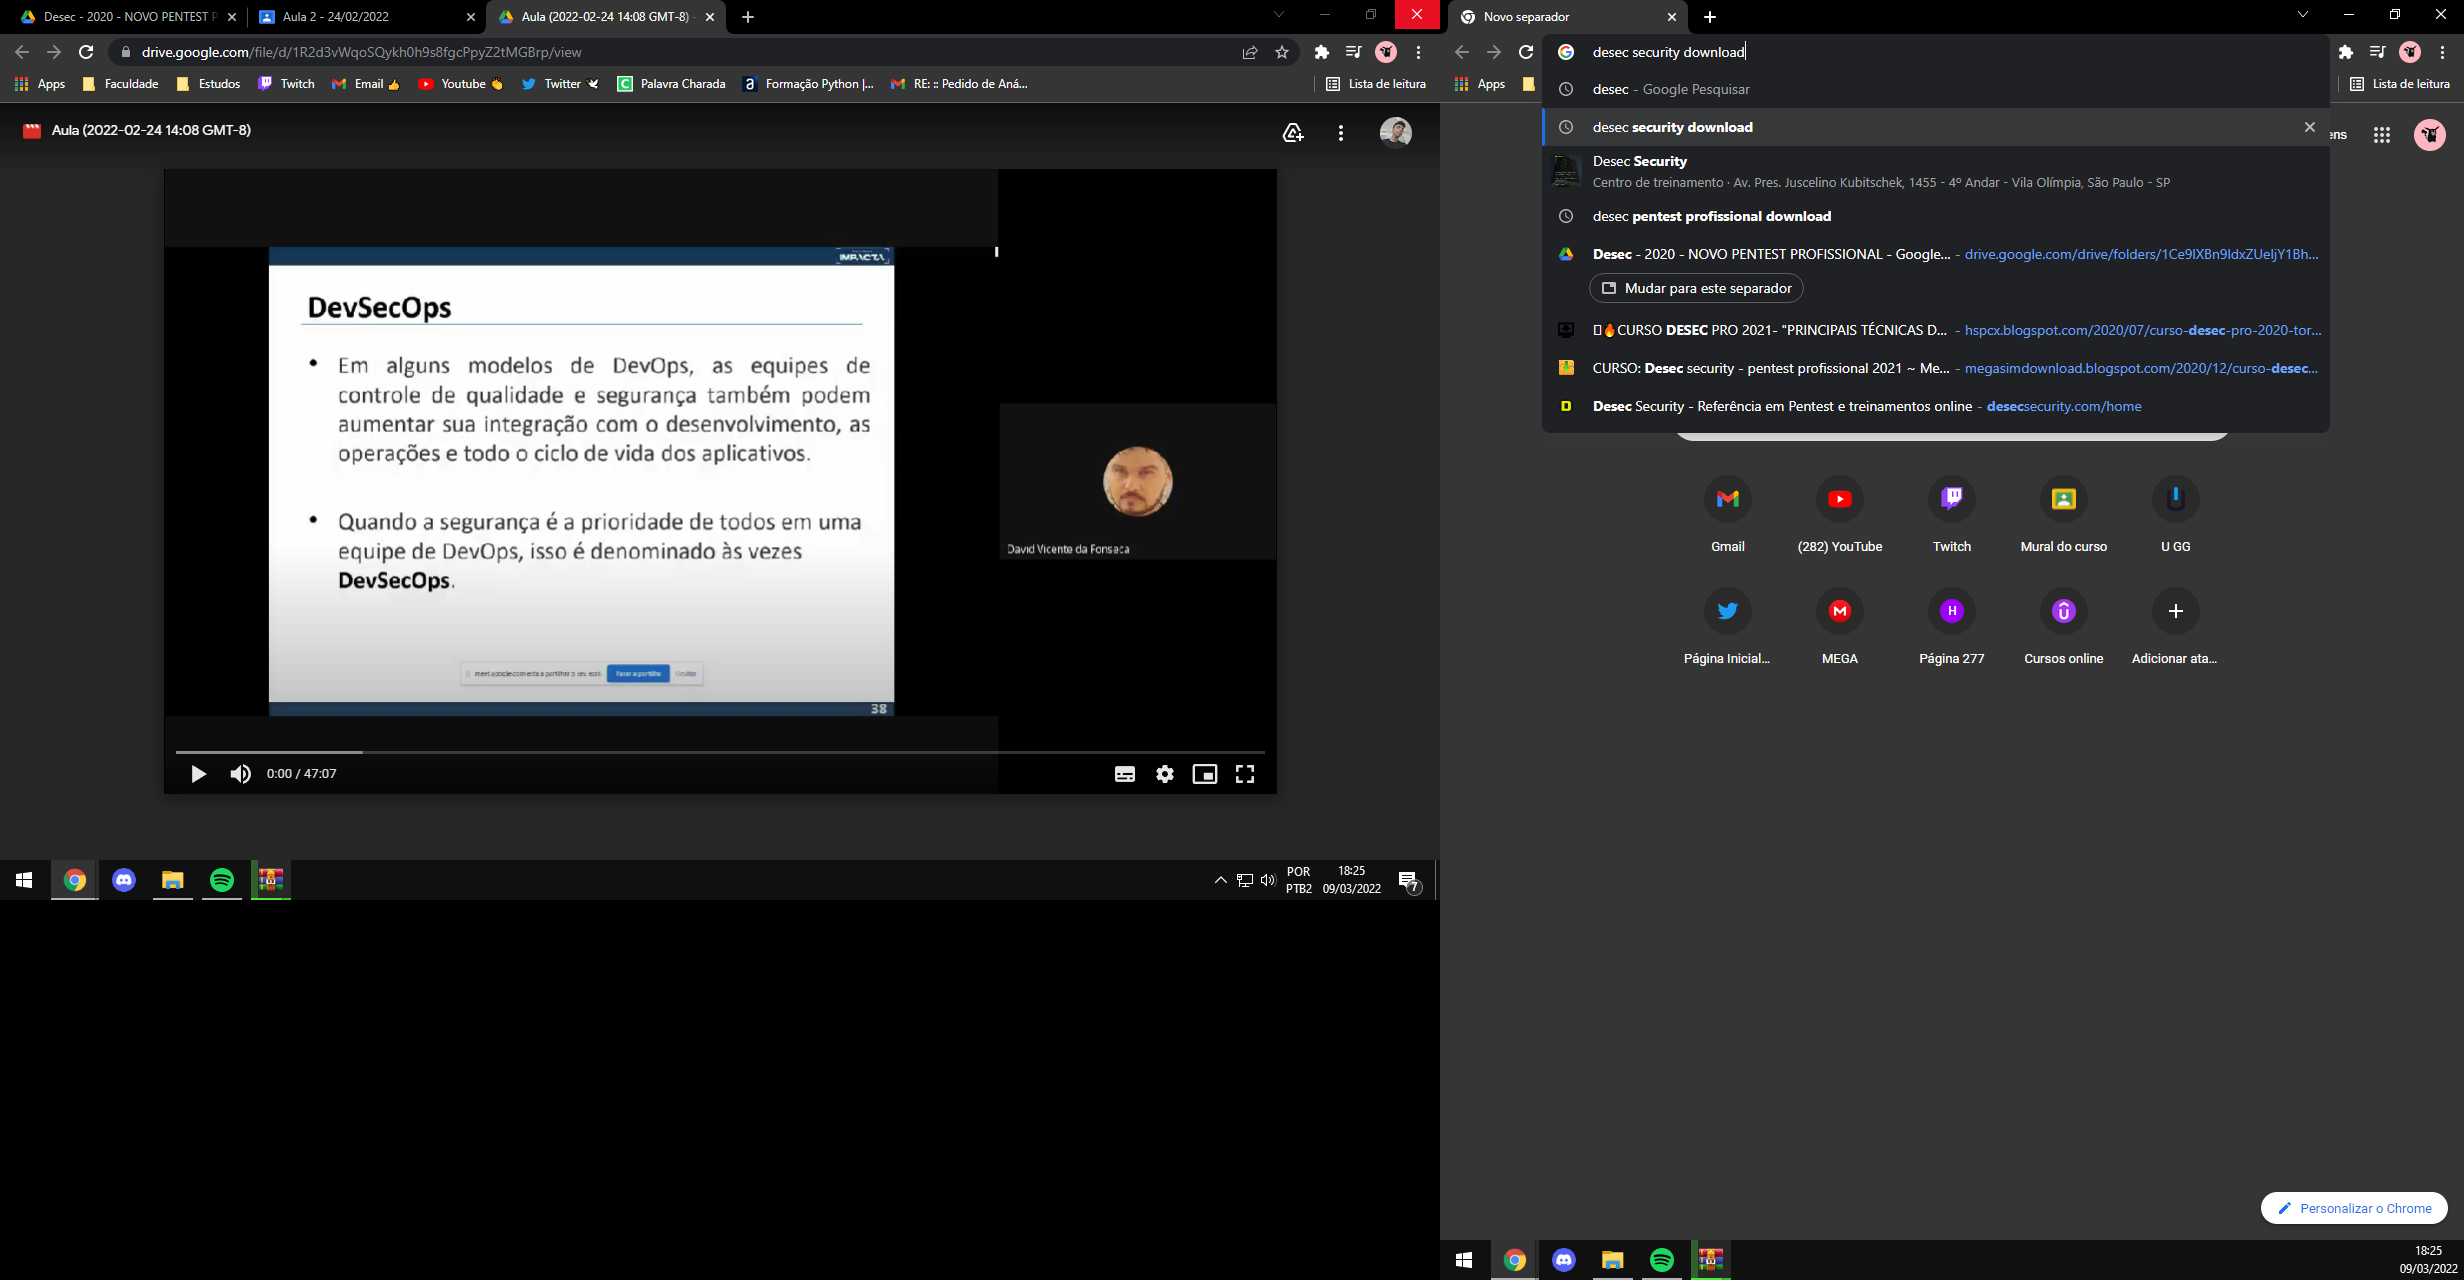 Desec - 2020 - NOVO PENTEST P
Aula 2 - 24/02/2022
Aula (2022-02-24 14:08 GMT-8) -
drive.google.com/file/d/1R2d3vWqoSQykh0h9s8fgcPpyZ2tMGBrp/view
Apps
Faculdade
Estudos
Twitch
Email
Youtube
Twitter
Palavra Charada
Formação Python |...
RE: :: Pedido de Aná...
Lista de leitura
Aula (2022-02-24 14:08 GMT-8)
IMPACTA
DevSecOps
• Em alguns modelos de DevOps, as equipes de
controle de qualidade e segurança também podem
aumentar sua integração com o desenvolvimento, as
operações e todo o ciclo de vida dos aplicativos.
• Quando a segurança é a prioridade de todos em uma
equipe de DevOps, isso é denominado às vezes
DevSecOps.
meet.google.com está a partilhar o seu ecrã.
Parar a partilha
Ocultar
38
David Vicente da Fonseca
0:00 / 47:07
POR
PTB2
18:25
09/03/2022
7
Novo separador
desec security download
Apps
Lista de leitura
desec - Google Pesquisar
desec security download
ens
Desec Security
Centro de treinamento · Av. Pres. Juscelino Kubitschek, 1455 - 4º Andar - Vila Olímpia, São Paulo - SP
desec pentest profissional download
Desec - 2020 - NOVO PENTEST PROFISSIONAL - Google... - drive.google.com/drive/folders/1Ce9lXBn9ldxZUeljY1Bh...
Mudar para este separador
CURSO DESEC PRO 2021- "PRINCIPAIS TÉCNICAS D... - hspcx.blogspot.com/2020/07/curso-desec-pro-2020-tor...
CURSO: Desec security - pentest profissional 2021 ~ Me... - megasimdownload.blogspot.com/2020/12/curso-desec...
Desec Security - Referência em Pentest e treinamentos online - desecsecurity.com/home
Gmail
(282) YouTube
Twitch
Mural do curso
U GG
Página Inicial...
MEGA
H
Página 277
Cursos online
Adicionar ata...
Personalizar o Chrome
18:25
09/03/2022